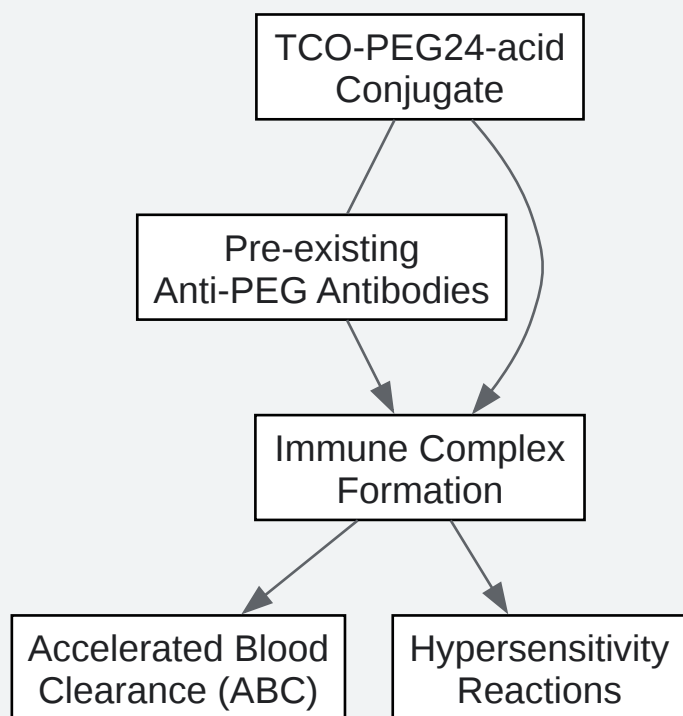 TCO-PEG24-acid
Conjugate
Pre-existing
Anti-PEG Antibodies
Immune Complex
Formation
Accelerated Blood
Clearance (ABC)
Hypersensitivity
Reactions